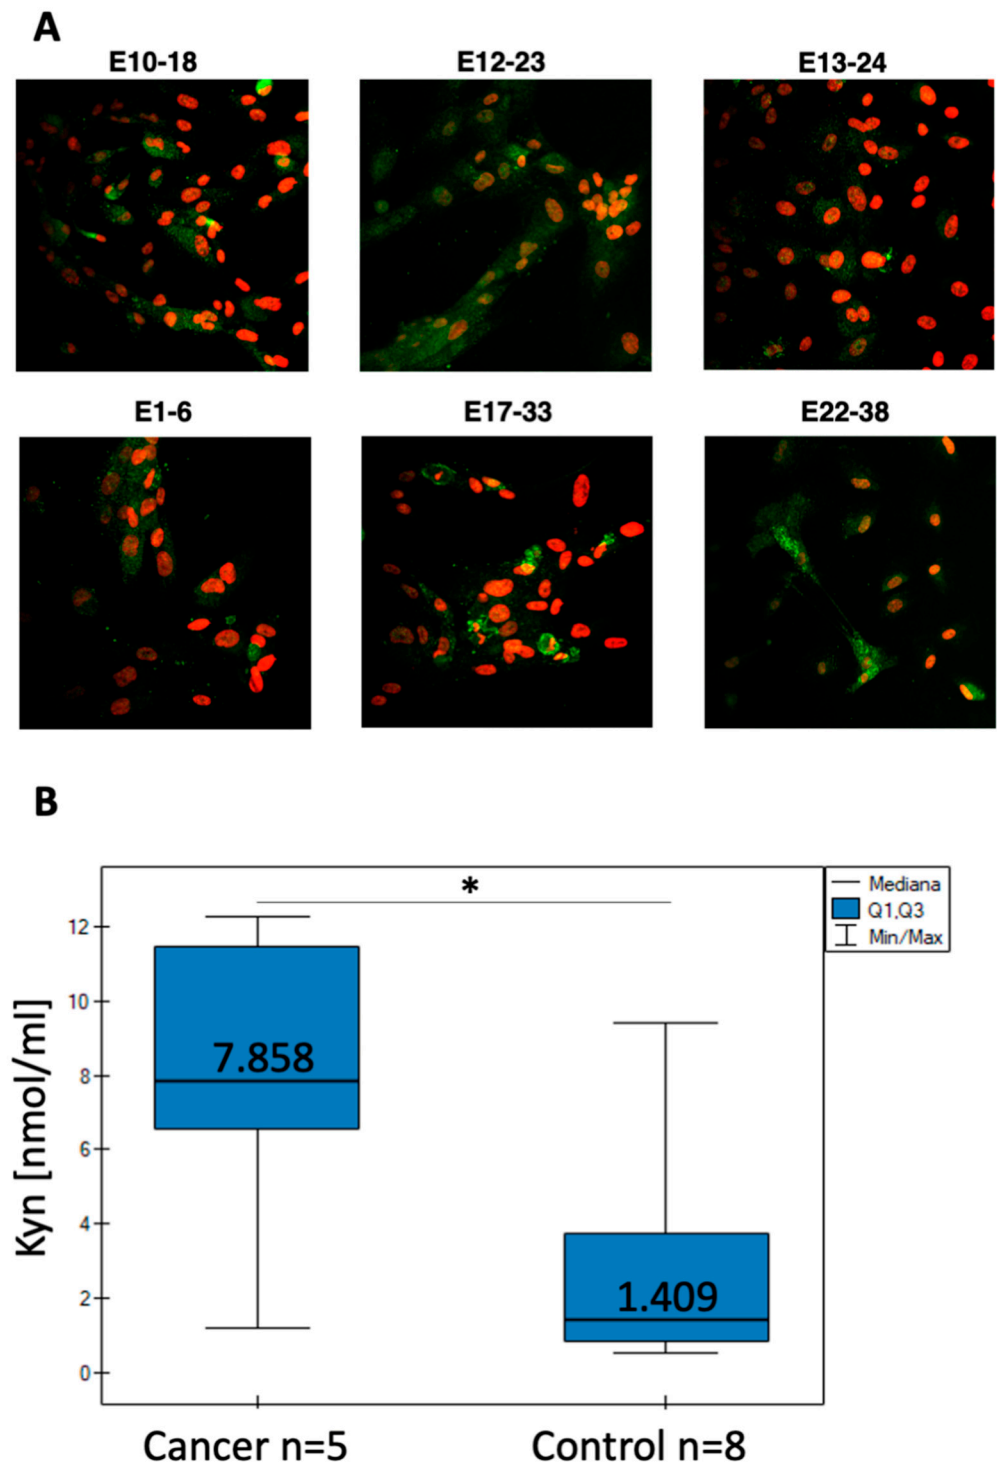 A
E10-18
E12-23
E13-24
E1-6
E17-33
E22-38
B
*
Mediana
Q1,Q3
Min/Max
Kyn [nmol/ml]
12
10
8
6
4
2
0
7.858
1.409
Cancer n=5
Control n=8